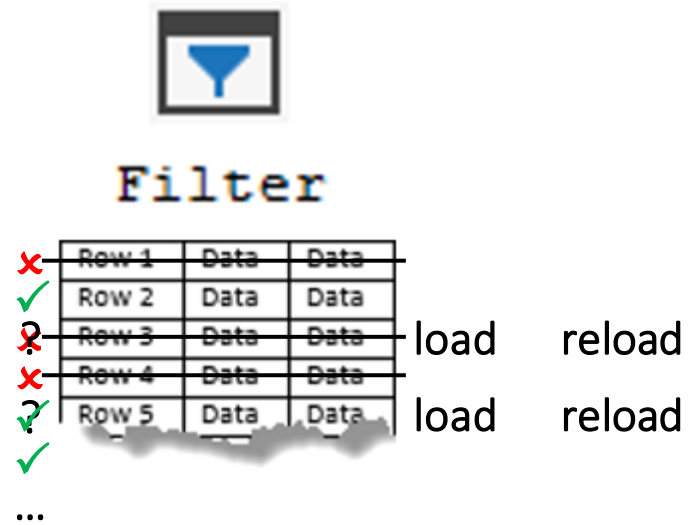 Filter
✗ Row 1 Data Data
✓ Row 2 Data Data
? ✗ Row 3 Data Data load reload
✗ Row 4 Data Data
? ✓ Row 5 Data Data load reload
✓
...